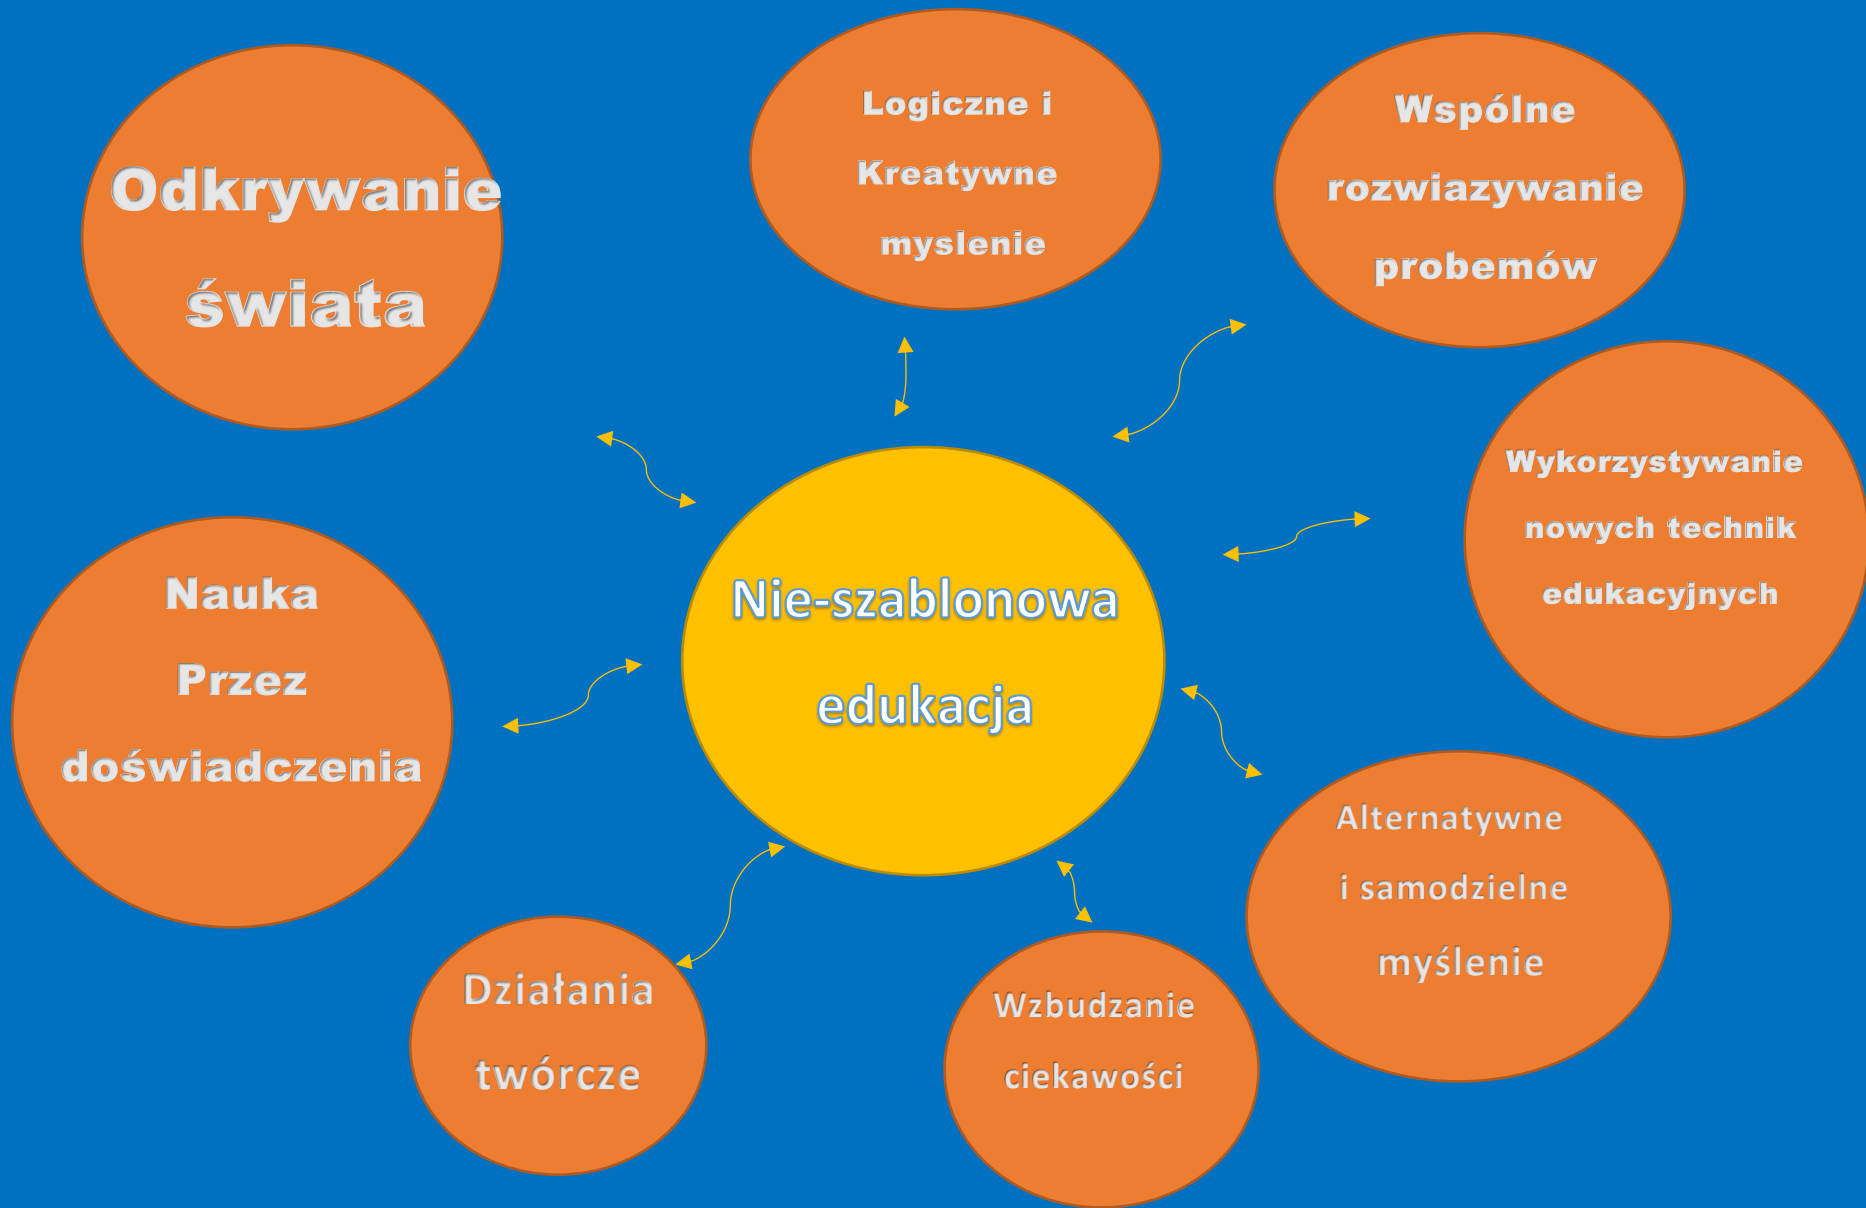 Odkrywanie
świata
Logiczne i
Kreatywne
myslenie
Wspólne
rozwiazywanie
probemów
Wykorzystywanie
nowych technik
edukacyjnych
Nauka
Przez
doświadczenia
Nie-szablonowa
edukacja
Alternatywne
i samodzielne
myślenie
Działania
twórcze
Wzbudzanie
ciekawości